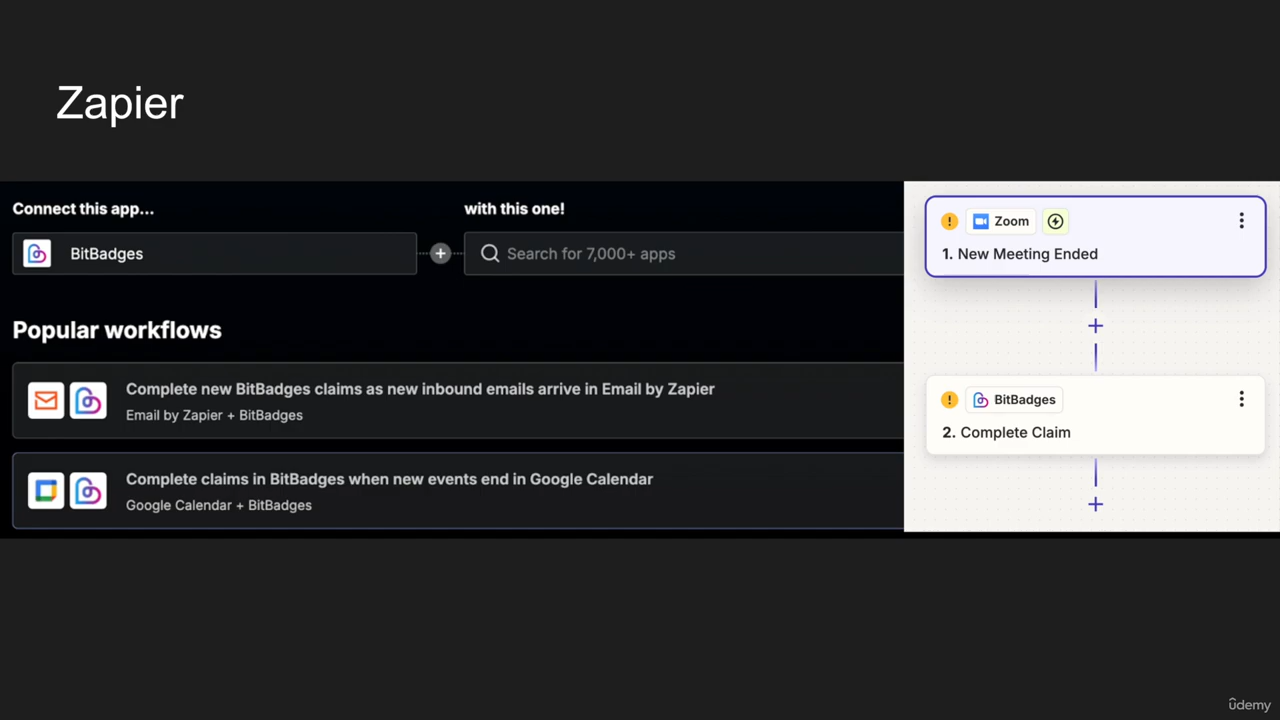 Zapier
Connect this app...
with this one!
BitBadges
Search for 7,000+ apps
Popular workflows
Complete new BitBadges claims as new inbound emails arrive in Email by Zapier
Email by Zapier + BitBadges
Complete claims in BitBadges when new events end in Google Calendar
Google Calendar + BitBadges
Zoom
1. New Meeting Ended
BitBadges
2. Complete Claim
ûdemy